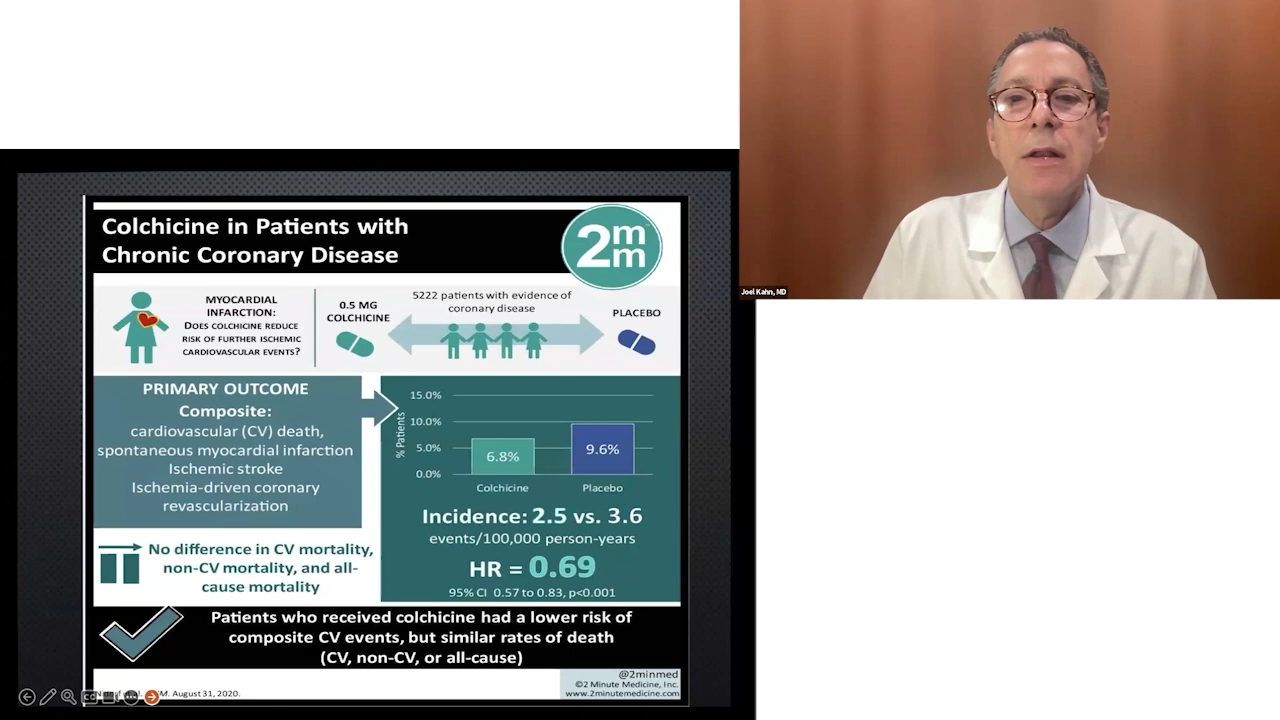 Joel Kahn, MD
Colchicine in Patients with
Chronic Coronary Disease
2m
m
MYOCARDIAL
INFARCTION:
DOES COLCHICINE REDUCE
RISK OF FURTHER ISCHEMIC
CARDIOVASCULAR EVENTS?
0.5 MG
COLCHICINE
5222 patients with evidence of
coronary disease
PLACEBO
PRIMARY OUTCOME
Composite:
cardiovascular (CV) death,
spontaneous myocardial infarction
Ischemic stroke
Ischemia-driven coronary
revascularization
% Patients
15.0%
10.0%
5.0%
0.0%
6.8%
9.6%
Colchicine
Placebo
Incidence: 2.5 vs. 3.6
events/100,000 person-years
HR = 0.69
95% CI 0.57 to 0.83, p<0.001
No difference in CV mortality,
non-CV mortality, and all-
cause mortality
Patients who received colchicine had a lower risk of
composite CV events, but similar rates of death
(CV, non-CV, or all-cause)
August 31, 2020.
@2minmed
©2 Minute Medicine, Inc.
www.2minutemedicine.com